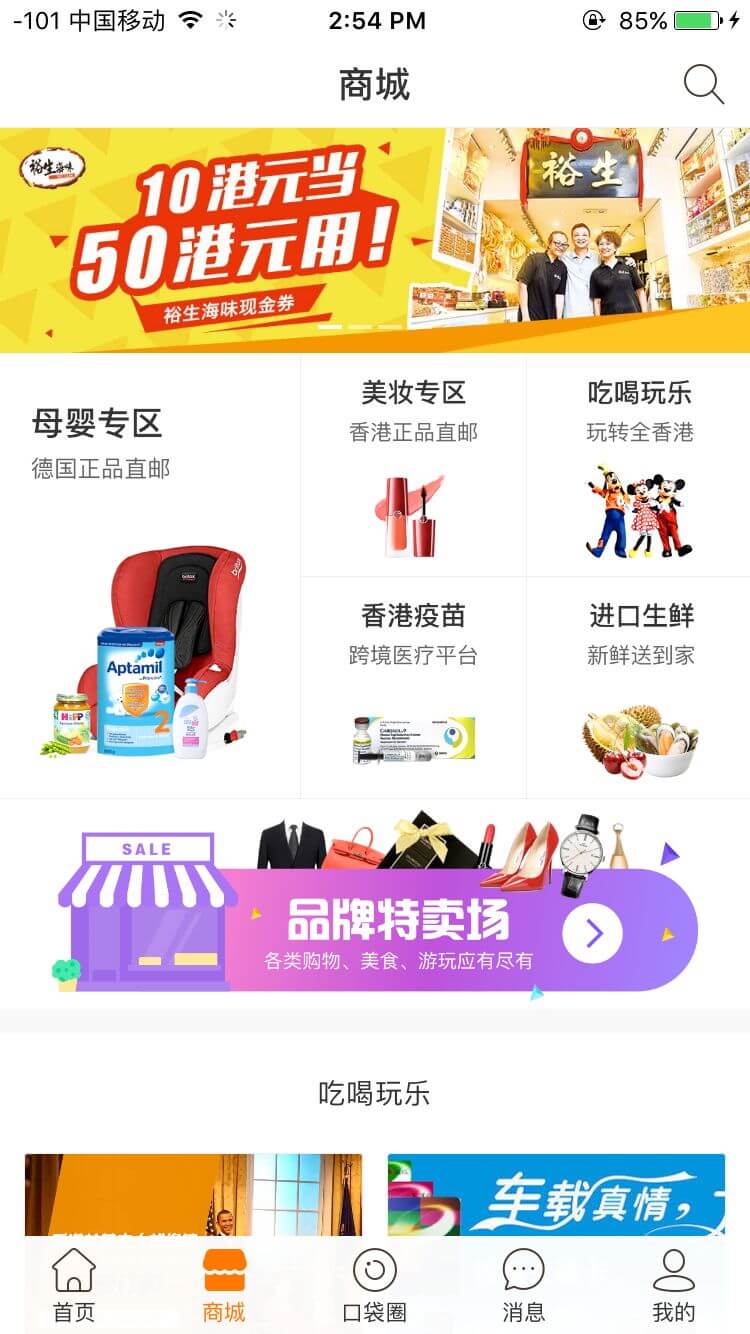 -101 中国移动
2:54 PM
85%
商城
裕生海味
10港元当
50港元用!
裕生海味现金券
裕生
母婴专区
德国正品直邮
美妆专区
香港正品直邮
吃喝玩乐
玩转全香港
britax
Aptamil
2
HiPP
香港疫苗
跨境医疗平台
进口生鲜
新鲜送到家
SALE
品牌特卖场
各类购物、美食、游玩应有尽有
吃喝玩乐
车载真情,
首页
商城
口袋圈
消息
我的